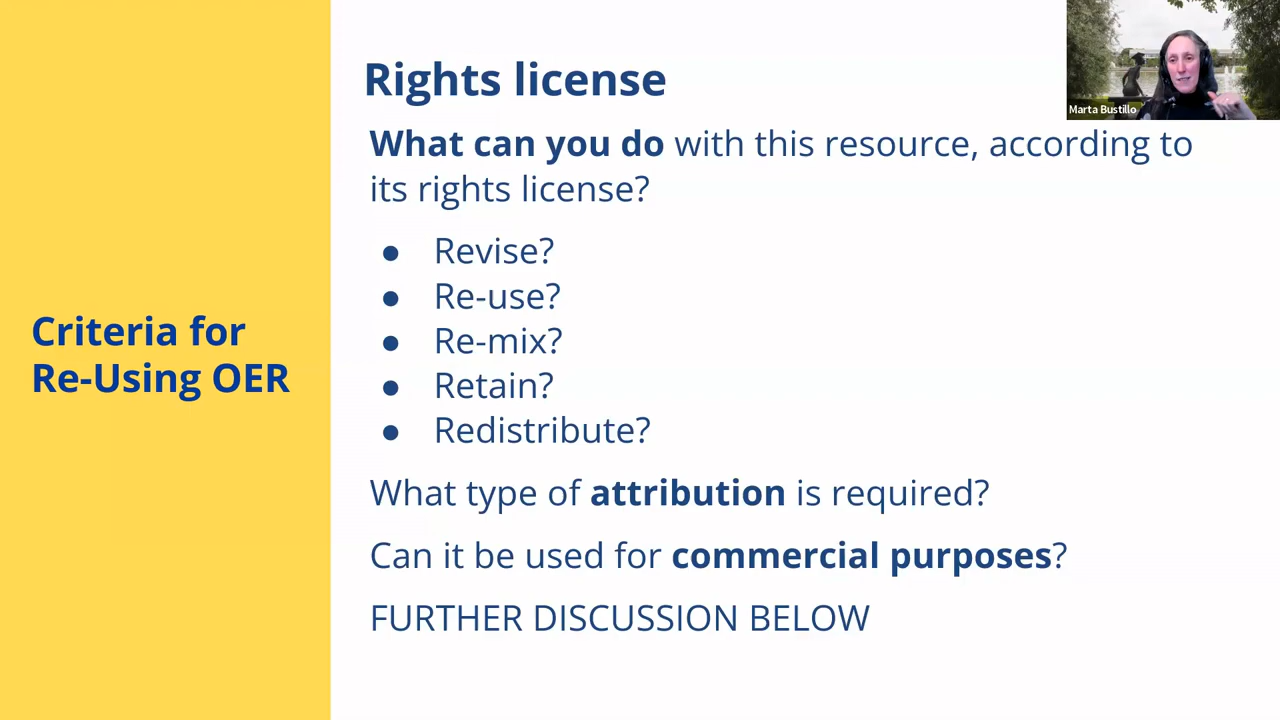 Criteria for
Re-Using OER
Rights license
What can you do with this resource, according to
its rights license?
● Revise?
● Re-use?
● Re-mix?
● Retain?
● Redistribute?
What type of attribution is required?
Can it be used for commercial purposes?
FURTHER DISCUSSION BELOW
Marta Bustillo